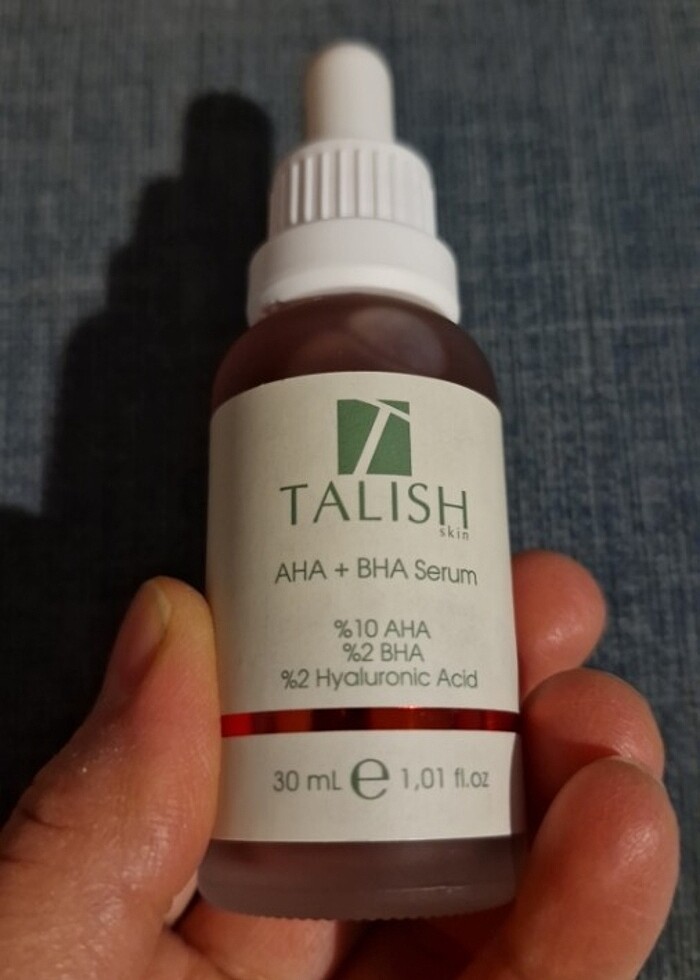 TALISH
skin
AHA + BHA Serum
%10 AHA
%2 BHA
%2 Hyaluronic Acid
30 mL ℮ 1,01 fl.oz